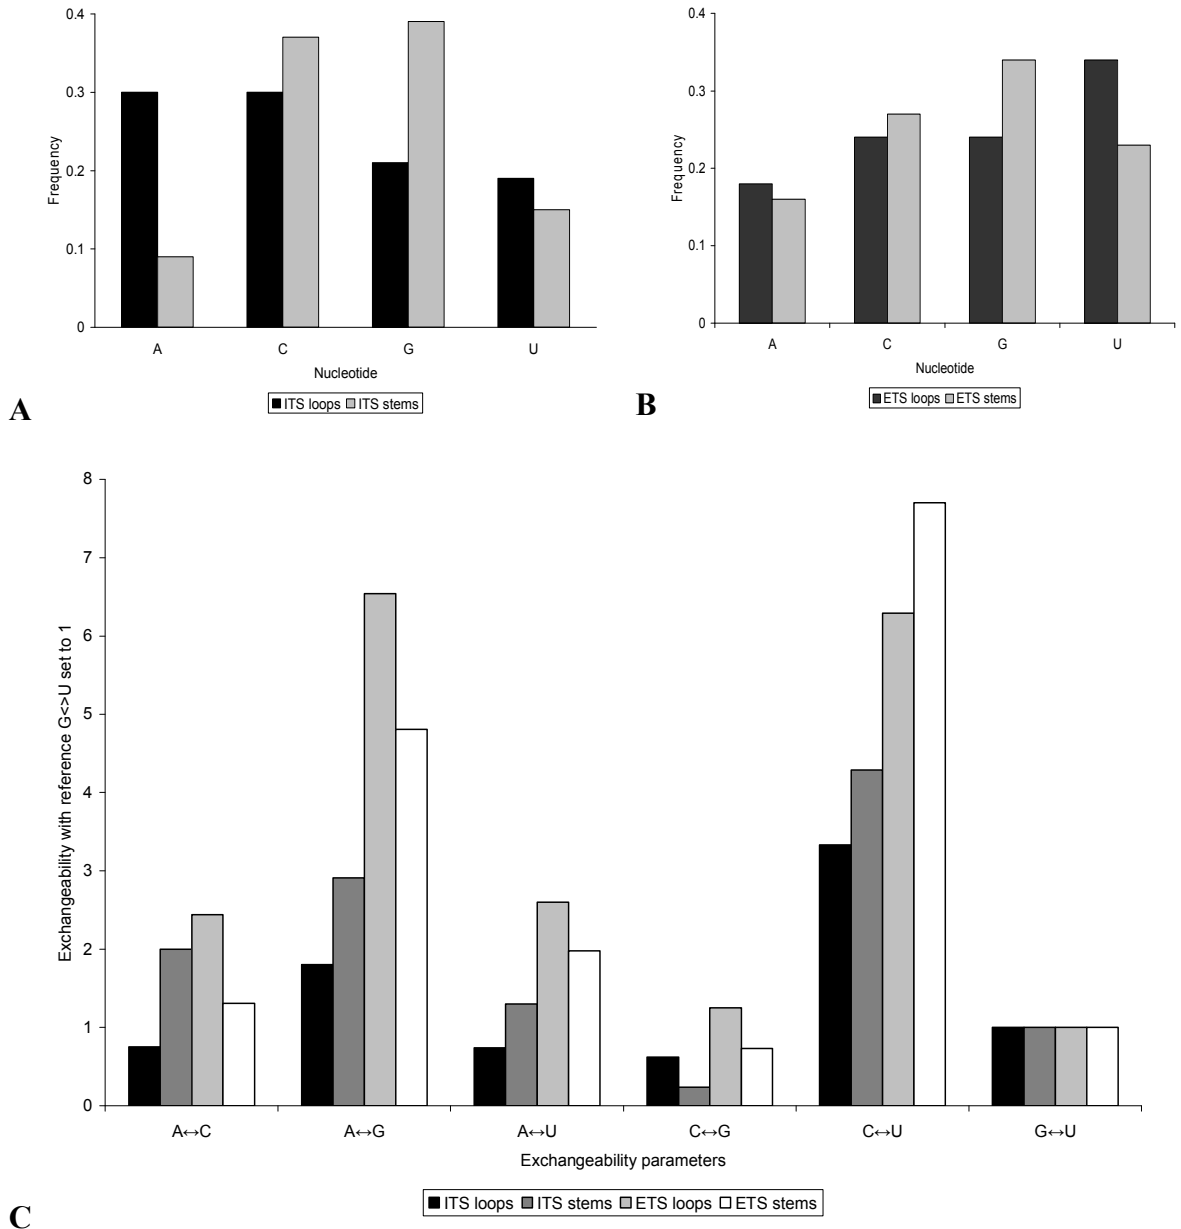 0.4
0.3
0.2
0.1
0
Frequency
A C G U
Nucleotide
ITS loops ITS stems
A
0.4
0.3
0.2
0.1
0
Frequency
A C G U
Nucleotide
ETS loops ETS stems
B
8
7
6
5
4
3
2
1
0
Exchangeability with reference G<>U set to 1
A↔C A↔G A↔U C↔G C↔U G↔U
Exchangeability parameters
ITS loops ITS stems ETS loops ETS stems
C